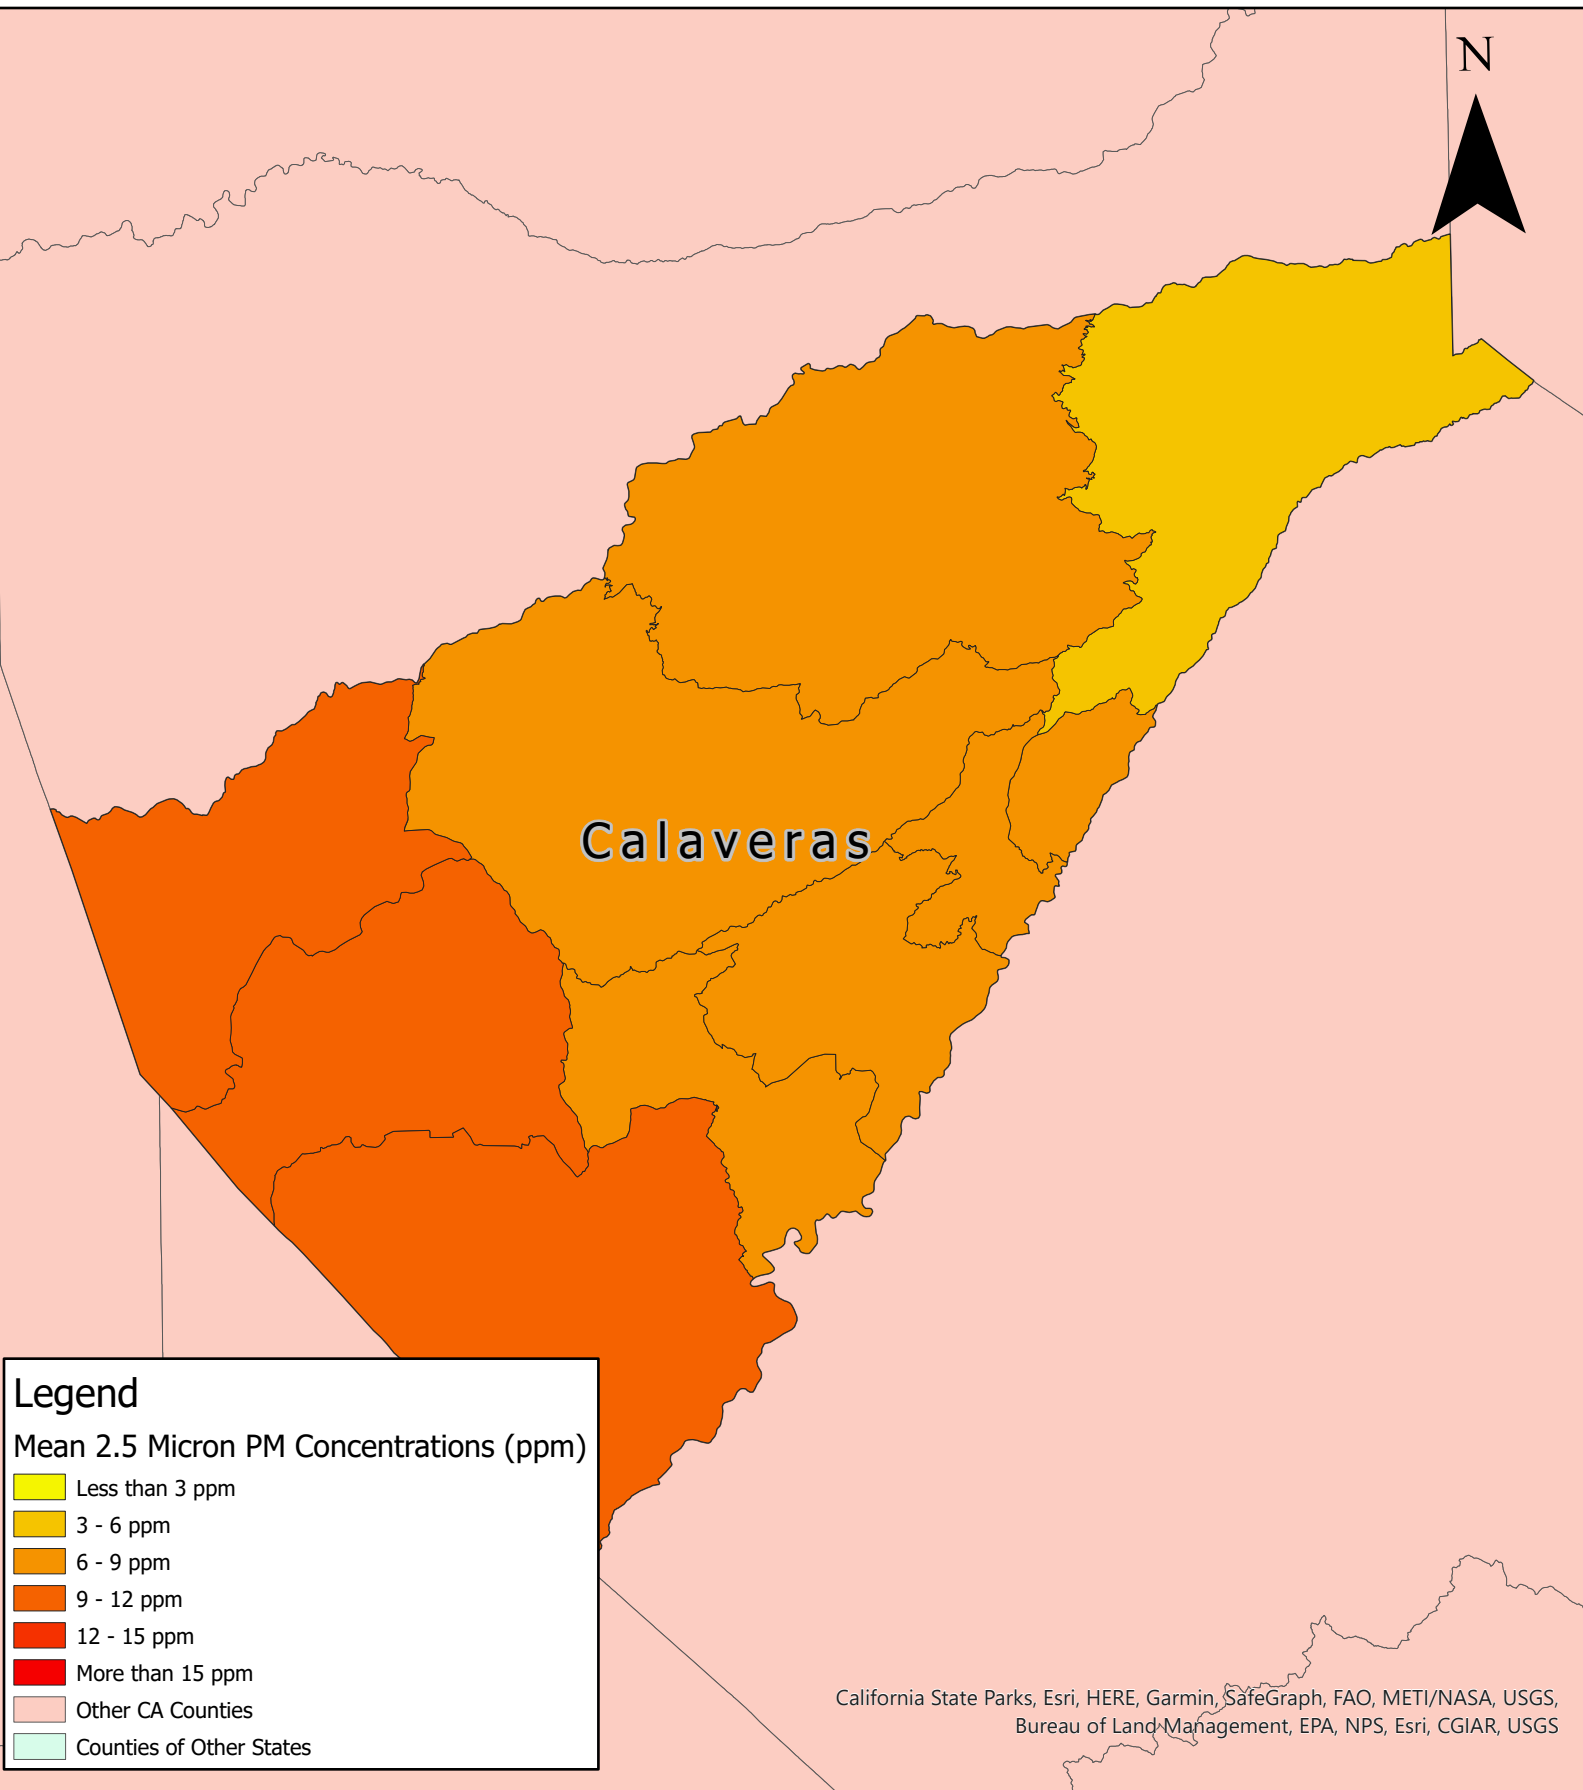 N
Calaveras
Legend
Mean 2.5 Micron PM Concentrations (ppm)
Less than 3 ppm
3 - 6 ppm
6 - 9 ppm
9 - 12 ppm
12 - 15 ppm
More than 15 ppm
Other CA Counties
Counties of Other States
California State Parks, Esri, HERE, Garmin, SafeGraph, FAO, METI/NASA, USGS,
Bureau of Land Management, EPA, NPS, Esri, CGIAR, USGS